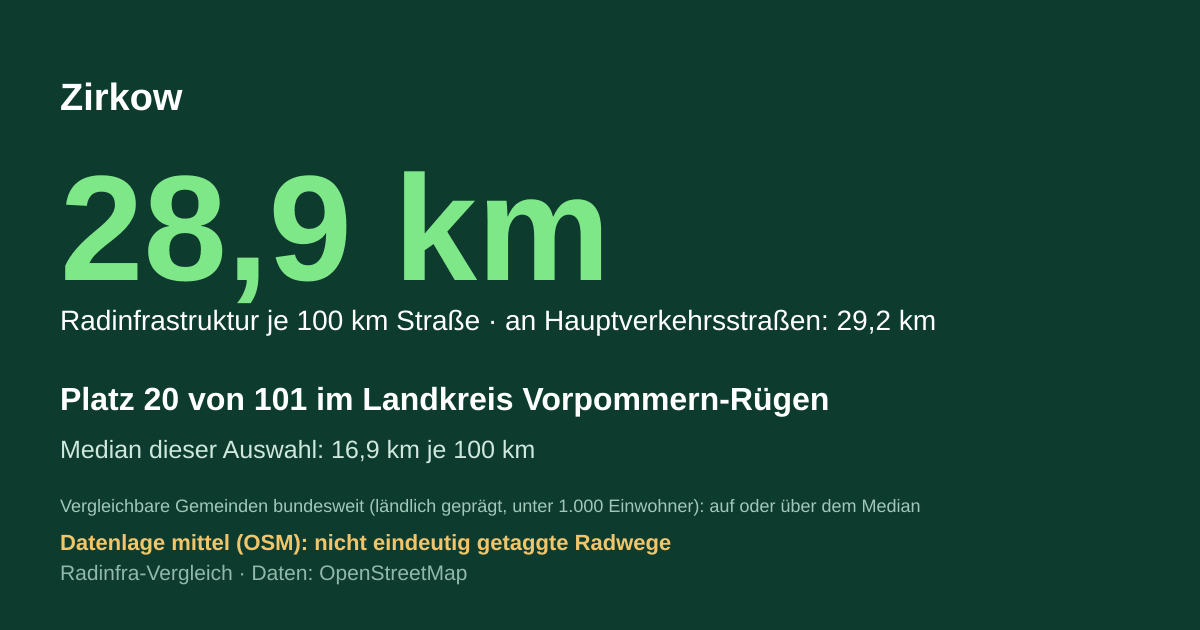 Zirkow
28,9 km
Radinfrastruktur je 100 km Straße · an Hauptverkehrsstraßen: 29,2 km
Platz 20 von 101 im Landkreis Vorpommern-Rügen
Median dieser Auswahl: 16,9 km je 100 km
Vergleichbare Gemeinden bundesweit (ländlich geprägt, unter 1.000 Einwohner): auf oder über dem Median
Datenlage mittel (OSM): nicht eindeutig getaggte Radwege
Radinfra-Vergleich · Daten: OpenStreetMap